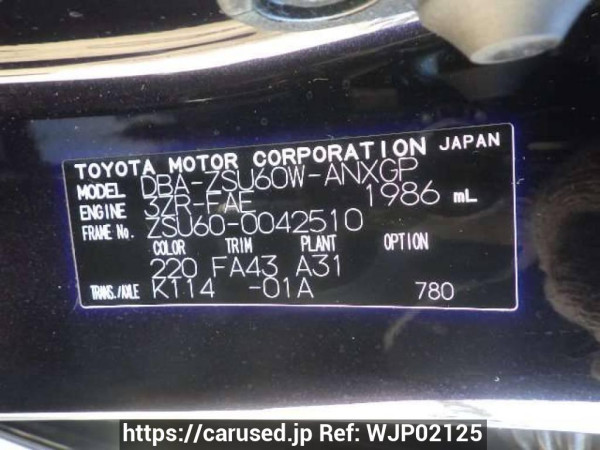 TOYOTA MOTOR CORPORATION JAPAN
MODEL DBA-ZSU60W-ANXGP
ENGINE 3ZR-FAE 1986 mL
FRAME No. ZSU60-0042510
COLOR TRIM PLANT OPTION
220 FA43 A31
TRANS./AXLE K114 -01A 780
https://carused.jp Ref: WJP02125